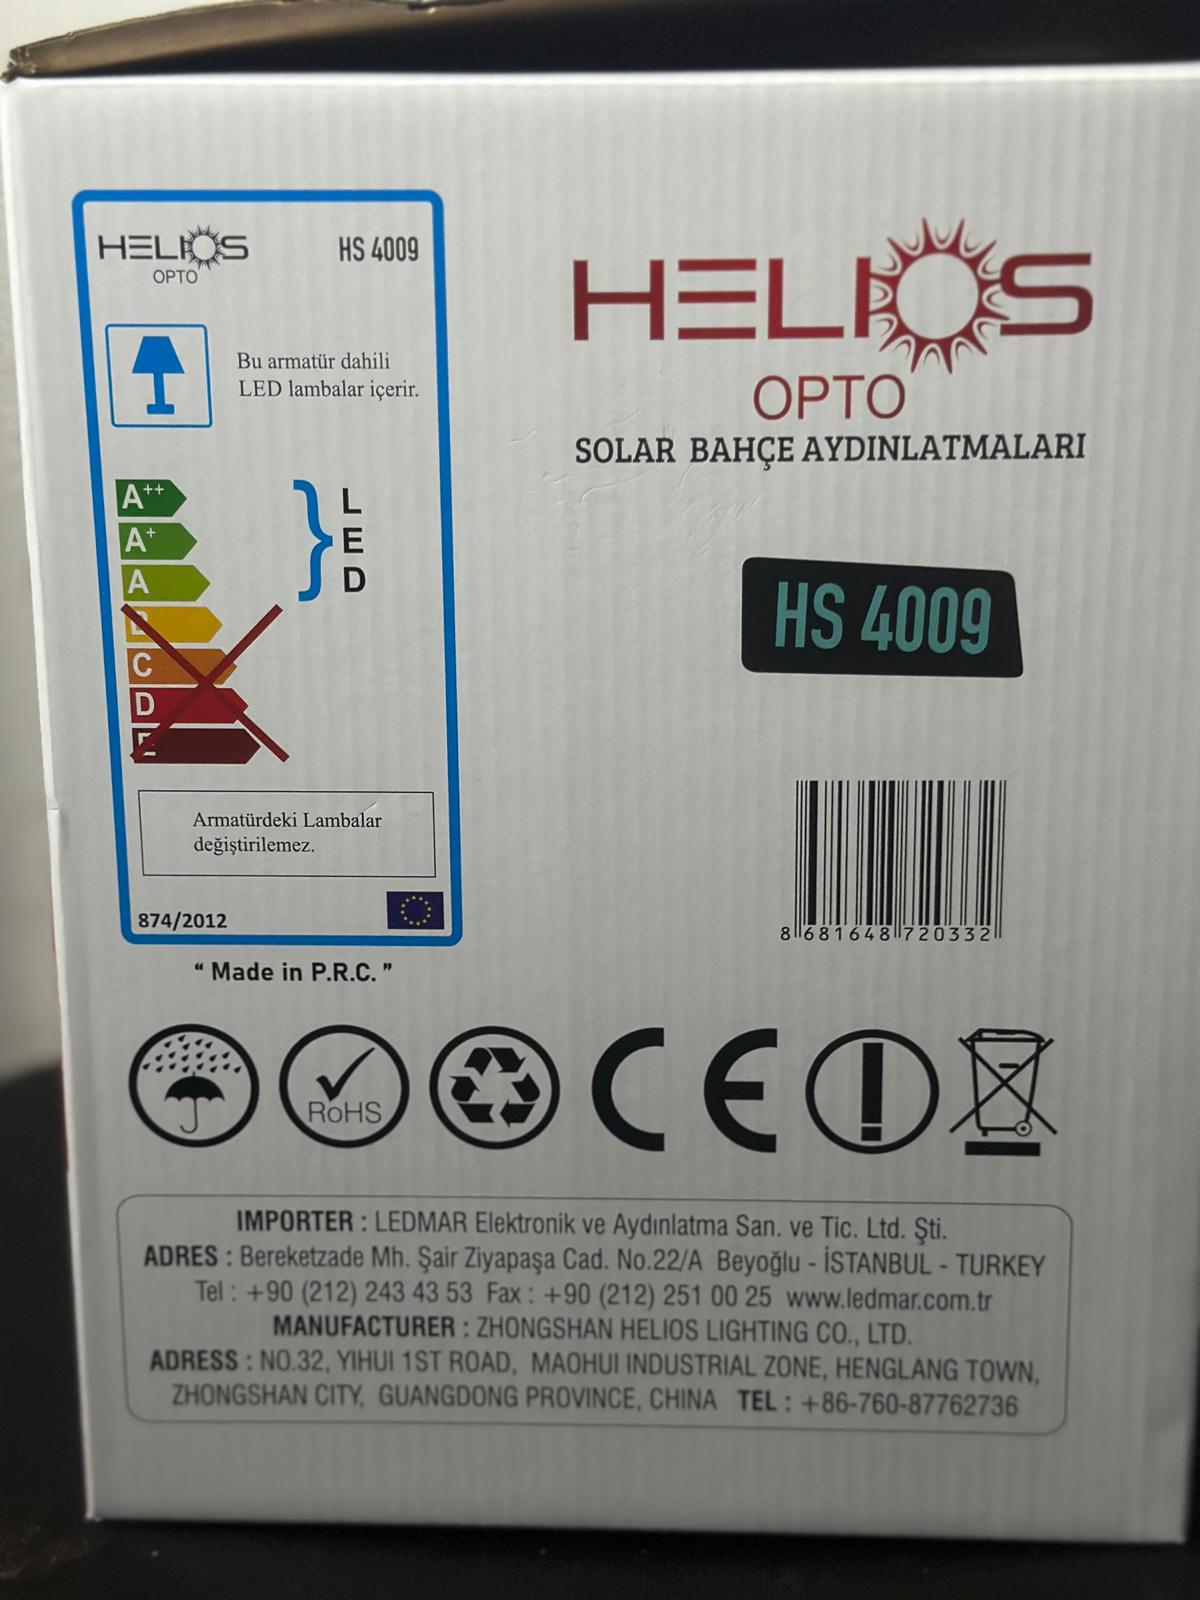 HELIOS
OPTO
HS 4009
Bu armatür dahili
LED lambalar içerir.
A++
A+
A
B
C
D
E
L
E
D
Armatürdeki Lambalar
değiştirilemez.
874/2012
“ Made in P.R.C. ”
HELIOS
OPTO
SOLAR BAHÇE AYDINLATMALARI
HS 4009
8 681648 720332
RoHS
CE
IMPORTER : LEDMAR Elektronik ve Aydınlatma San. ve Tic. Ltd. Şti.
ADRES : Bereketzade Mh. Şair Ziyapaşa Cad. No.22/A Beyoğlu - İSTANBUL - TURKEY
Tel : +90 (212) 243 43 53 Fax : +90 (212) 251 00 25 www.ledmar.com.tr
MANUFACTURER : ZHONGSHAN HELIOS LIGHTING CO., LTD.
ADRESS : NO.32, YIHUI 1ST ROAD, MAOHUI INDUSTRIAL ZONE, HENGLANG TOWN,
ZHONGSHAN CITY, GUANGDONG PROVINCE, CHINA TEL : +86-760-87762736